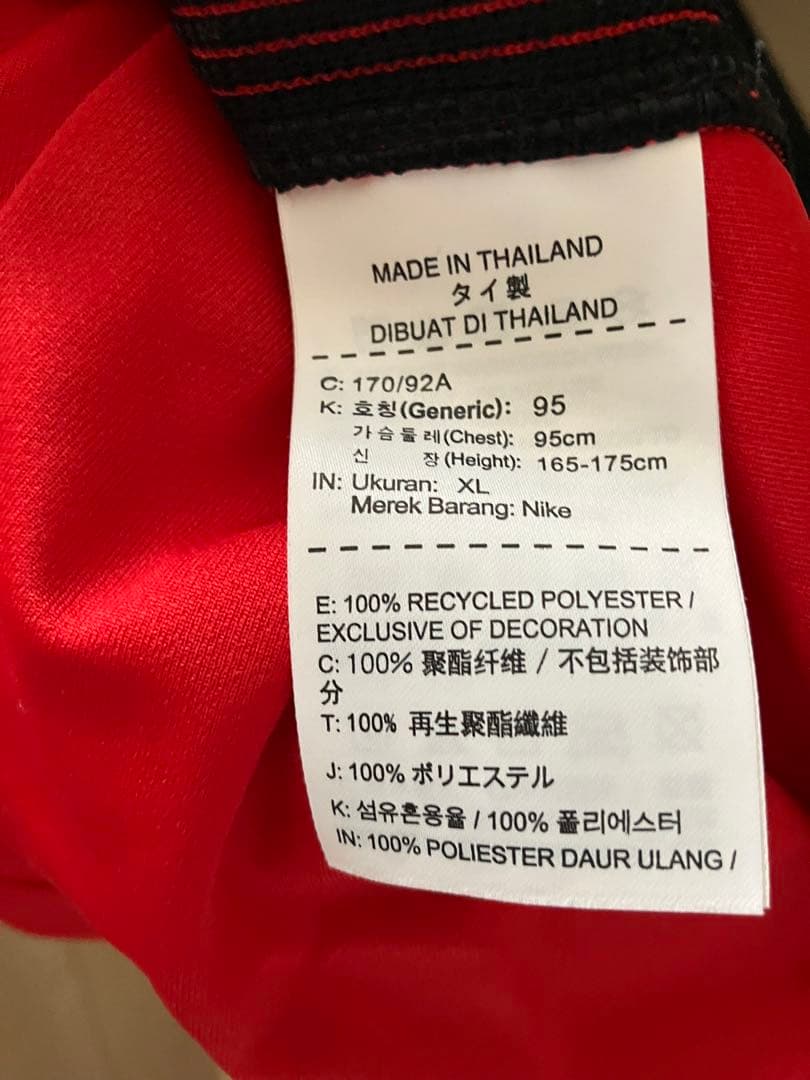 MADE IN THAILAND
タイ製
DIBUAT DI THAILAND
C: 170/92A
K: 호칭(Generic): 95
가슴둘레(Chest): 95cm
신 장(Height): 165-175cm
IN: Ukuran: XL
Merek Barang: Nike
E: 100% RECYCLED POLYESTER /
EXCLUSIVE OF DECORATION
C: 100% 聚酯纤维 / 不包括装饰部
分
T: 100% 再生聚酯纖維
J: 100% ポリエステル
K: 섬유혼용율 / 100% 폴리에스터
IN: 100% POLIESTER DAUR ULANG /